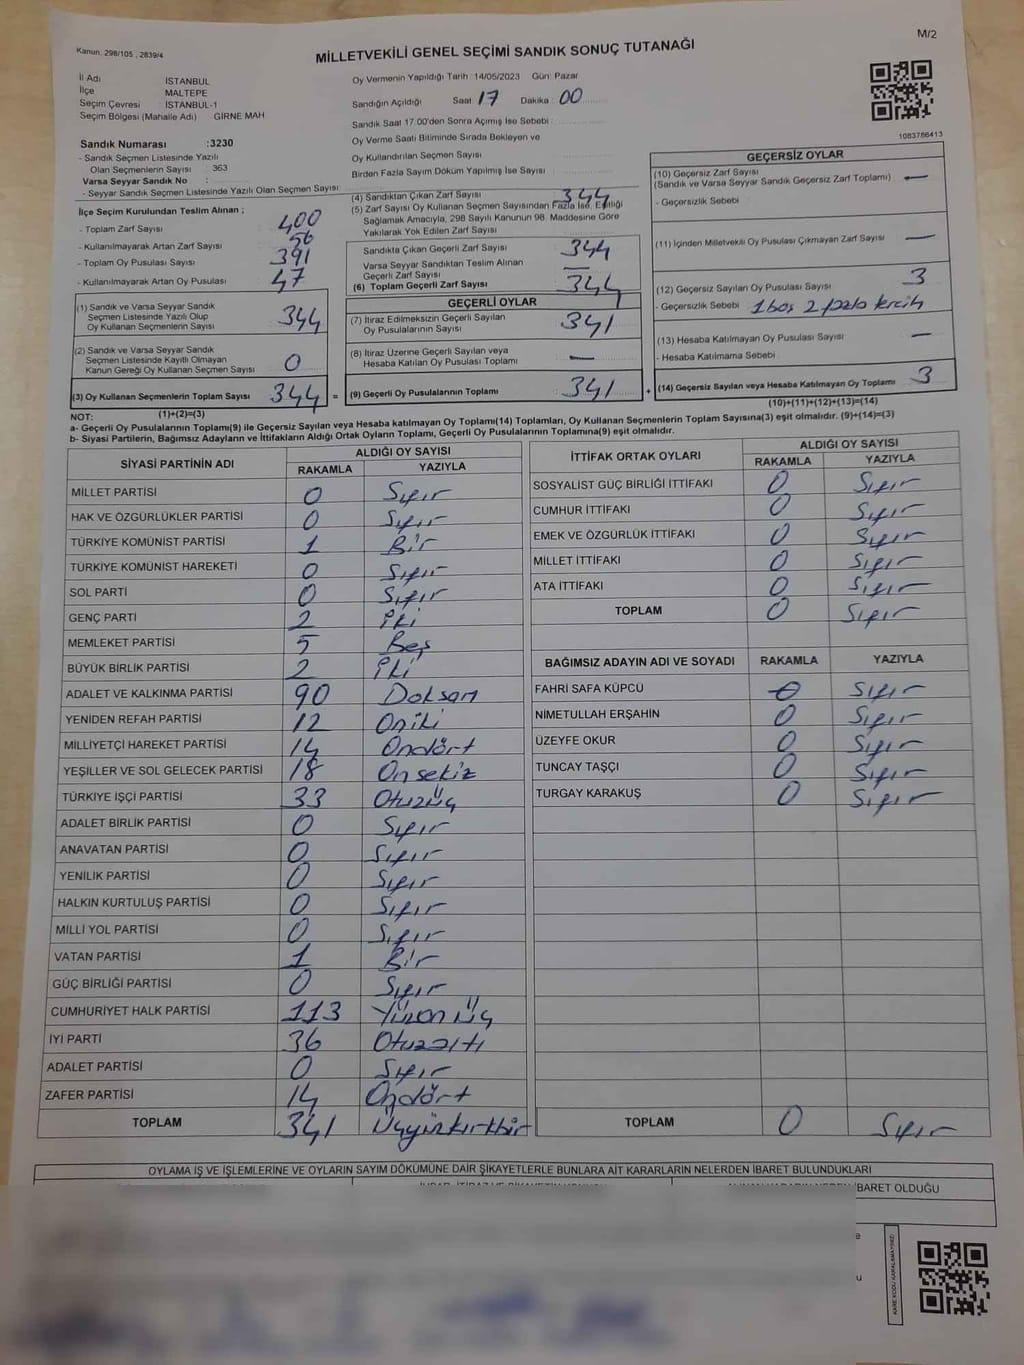 M/2
Kanun: 298/105 , 2839/4
MİLLETVEKİLİ GENEL SEÇİMİ SANDIK SONUÇ TUTANAĞI
İl Adı İSTANBUL
İlçe MALTEPE
Seçim Çevresi : İSTANBUL-1
Seçim Bölgesi (Mahalle Adı) GİRNE MAH
Oy Vermenin Yapıldığı Tarih : 14/05/2023 Gün: Pazar
Sandığın Açıldığı Saat: 17 Dakika : 00
Sandık Saat 17:00'den Sonra Açımış İse Sebebi :
Oy Verme Saati Bitiminde Sırada Bekleyen ve
Oy Kullandırılan Seçmen Sayısı
Birden Fazla Sayım Döküm Yapılmış İse Sayısı :
1083786413
Sandık Numarası :3230
- Sandık Seçmen Listesinde Yazılı
Olan Seçmenlerin Sayısı : 363
Varsa Seyyar Sandık No :
- Seyyar Sandık Seçmen Listesinde Yazılı Olan Seçmen Sayısı :
İlçe Seçim Kurulundan Teslim Alınan ;
- Toplam Zarf Sayısı : 400
- Kullanılmayarak Artan Zarf Sayısı : 56
- Toplam Oy Pusulası Sayısı : 391
- Kullanılmayarak Artan Oy Pusulası : 47
(1) Sandık ve Varsa Seyyar Sandık
Seçmen Listesinde Yazılı Olup
Oy Kullanan Seçmenlerin Sayısı : 344
(2) Sandık ve Varsa Seyyar Sandık
Seçmen Listesinde Kayıtlı Olmayan
Kanun Gereği Oy Kullanan Seçmen Sayısı : 0
(3) Oy Kullanan Seçmenlerin Toplam Sayısı : 344
(1)+(2)=(3)
(4) Sandıktan Çıkan Zarf Sayısı : 344
(5) Zarf Sayısı Oy Kullanan Seçmen Sayısından Fazla İse, Eşitliği
Sağlamak Amacıyla, 298 Sayılı Kanunun 98. Maddesine Göre
Yakılarak Yok Edilen Zarf Sayısı :
Sandıkta Çıkan Geçerli Zarf Sayısı : 344
Varsa Seyyar Sandıktan Teslim Alınan
Geçerli Zarf Sayısı : —
(6) Toplam Geçerli Zarf Sayısı : 344
GEÇERLİ OYLAR
(7) İtiraz Edilmeksizin Geçerli Sayılan
Oy Pusulalarının Sayısı : 341
(8) İtiraz Üzerine Geçerli Sayılan veya
Hesaba Katılan Oy Pusulaları Toplamı : —
= (9) Geçerli Oy Pusulalarının Toplamı : 341 +
GEÇERSİZ OYLAR
(10) Geçersiz Zarf Sayısı
(Sandık ve Varsa Seyyar Sandık Geçersiz Zarf Toplamı) : —
- Geçersizlik Sebebi :
(11) İçinden Milletvekili Oy Pusulası Çıkmayan Zarf Sayısı : —
(12) Geçersiz Sayılan Oy Pusulası Sayısı : 3
- Geçersizlik Sebebi : 1 boş 2 fazla tercih
(13) Hesaba Katılmayan Oy Pusulası Sayısı : —
- Hesaba Katılmama Sebebi :
(14) Geçersiz Sayılan veya Hesaba Katılmayan Oy Toplamı : 3
(10)+(11)+(12)+(13)=(14)
NOT:
a- Geçerli Oy Pusulalarının Toplamı(9) ile Geçersiz Sayılan veya Hesaba katılmayan Oy Toplamı(14) Toplamları, Oy Kullanan Seçmenlerin Toplam Sayısına(3) eşit olmalıdır. (9)+(14)=(3)
b- Siyasi Partilerin, Bağımsız Adayların ve İttifakların Aldığı Ortak Oyların Toplamı, Geçerli Oy Pusulalarının Toplamına(9) eşit olmalıdır.
SİYASİ PARTİNİN ADI ALDIĞI OY SAYISI
RAKAMLA YAZIYLA
MİLLET PARTİSİ 0 Sıfır
HAK VE ÖZGÜRLÜKLER PARTİSİ 0 Sıfır
TÜRKİYE KOMÜNİST PARTİSİ 1 Bir
TÜRKİYE KOMÜNİST HAREKETİ 0 Sıfır
SOL PARTİ 0 Sıfır
GENÇ PARTİ 2 İki
MEMLEKET PARTİSİ 5 Beş
BÜYÜK BİRLİK PARTİSİ 2 İki
ADALET VE KALKINMA PARTİSİ 90 Doksan
YENİDEN REFAH PARTİSİ 12 Oniki
MİLLİYETÇİ HAREKET PARTİSİ 14 Ondört
YEŞİLLER VE SOL GELECEK PARTİSİ 18 Onsekiz
TÜRKİYE İŞÇİ PARTİSİ 33 Otuzüç
ADALET BİRLİK PARTİSİ 0 Sıfır
ANAVATAN PARTİSİ 0 Sıfır
YENİLİK PARTİSİ 0 Sıfır
HALKIN KURTULUŞ PARTİSİ 0 Sıfır
MİLLİ YOL PARTİSİ 0 Sıfır
VATAN PARTİSİ 1 Bir
GÜÇ BİRLİĞİ PARTİSİ 0 Sıfır
CUMHURİYET HALK PARTİSİ 113 Yüzonüç
İYİ PARTİ 36 Otuzaltı
ADALET PARTİSİ 0 Sıfır
ZAFER PARTİSİ 14 Ondört
TOPLAM 341 Üçyüzkırkbir
İTTİFAK ORTAK OYLARI ALDIĞI OY SAYISI
RAKAMLA YAZIYLA
SOSYALİST GÜÇ BİRLİĞİ İTTİFAKI 0 Sıfır
CUMHUR İTTİFAKI 0 Sıfır
EMEK VE ÖZGÜRLÜK İTTİFAKI 0 Sıfır
MİLLET İTTİFAKI 0 Sıfır
ATA İTTİFAKI 0 Sıfır
TOPLAM 0 Sıfır
BAĞIMSIZ ADAYIN ADI VE SOYADI RAKAMLA YAZIYLA
FAHRİ SAFA KÜPCÜ 0 Sıfır
NİMETULLAH ERŞAHİN 0 Sıfır
ÜZEYFE OKUR 0 Sıfır
TUNCAY TAŞÇI 0 Sıfır
TURGAY KARAKUŞ 0 Sıfır
TOPLAM 0 Sıfır
OYLAMA İŞ VE İŞLEMLERİNE VE OYLARIN SAYIM DÖKÜMÜNE DAİR ŞİKAYETLERLE BUNLARA AİT KARARLARIN NELERDEN İBARET BULUNDUKLARI
İBARET OLDUĞU